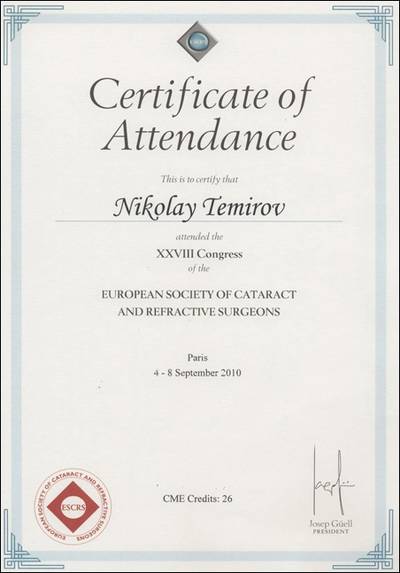 ESCRS
Certificate of
Attendance
This is to certify that
Nikolay Temirov
attended the
XXVIII Congress
of the
EUROPEAN SOCIETY OF CATARACT
AND REFRACTIVE SURGEONS
Paris
4 - 8 September 2010
EUROPEAN SOCIETY OF CATARACT AND REFRACTIVE SURGEONS
ESCRS
CME Credits: 26
Josep Güell
PRESIDENT